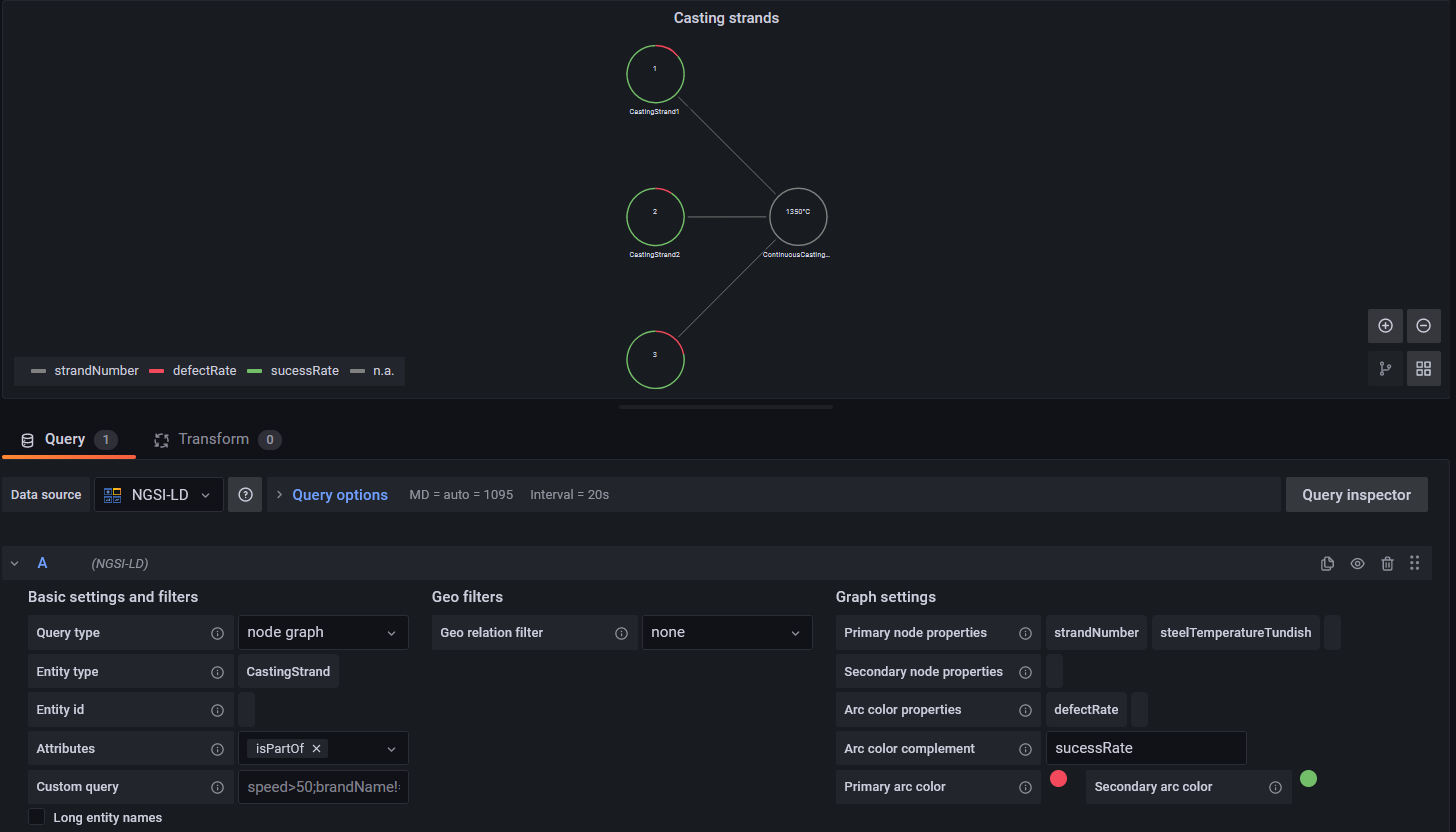 Casting strands
1
CastingStrand1
2
CastingStrand2
1350°C
ContinuousCasting...
3
strandNumber defectRate sucessRate n.a.
Query 1 Transform 0
Data source NGSI-LD Query options MD = auto = 1095 Interval = 20s Query inspector
A (NGSI-LD)
Basic settings and filters Geo filters Graph settings
Query type node graph Geo relation filter none Primary node properties strandNumber steelTemperatureTundish
Entity type CastingStrand Secondary node properties
Entity id Arc color properties defectRate
Attributes isPartOf Arc color complement sucessRate
Custom query speed>50;brandName!= Primary arc color Secondary arc color
Long entity names